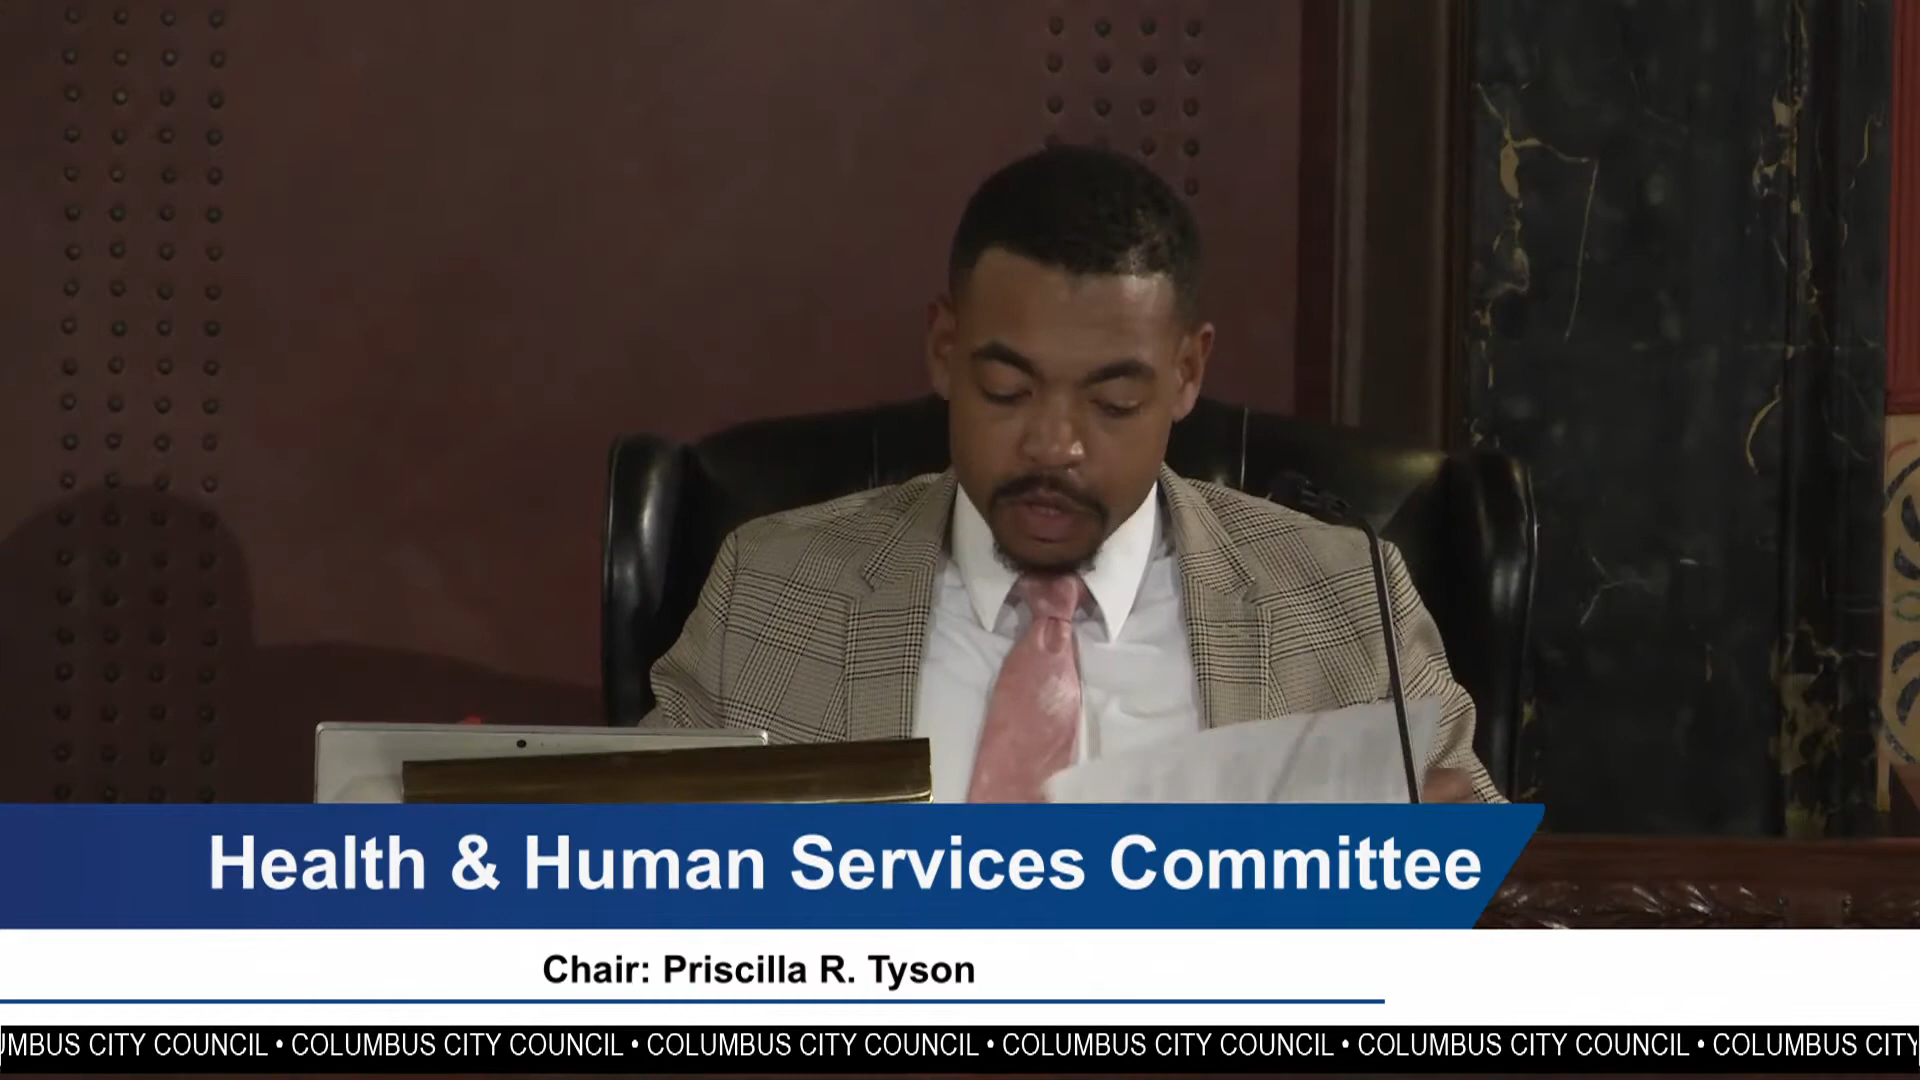 Health & Human Services Committee
Chair: Priscilla R. Tyson
UMBUS CITY COUNCIL • COLUMBUS CITY COUNCIL • COLUMBUS CITY COUNCIL • COLUMBUS CITY COUNCIL • COLUMBUS CITY COUNCIL • COLUMBUS CITY